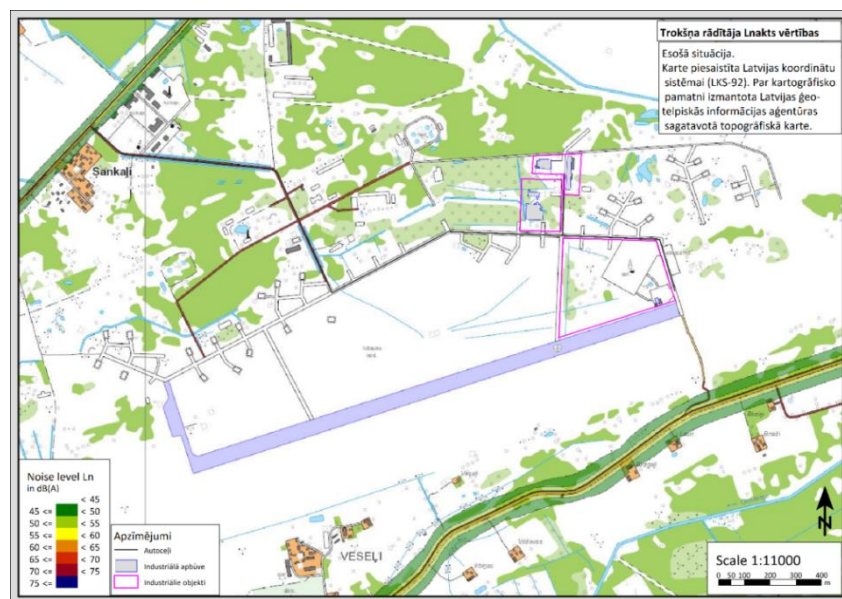 Trokšņa rādītāja Lnakts vērtības
Esošā situācija.
Karte piesaistīta Latvijas koordinātu
sistēmai (LKS-92). Par kartogrāfisko
pamatni izmantota Latvijas ģeo-
telpiskās informācijas aģentūras
sagatavotā topogrāfiskā karte.
Sankaļi
VESEĻI
Noise level Ln
in dB(A)
< 45
45 <= < 50
50 <= < 55
55 <= < 60
60 <= < 65
65 <= < 70
70 <= < 75
75 <=
Apzīmējumi
Autoceļi
Industriālā apbūve
Industriālie objekti
N
Scale 1:11000
0 50 100 200 300 400
m